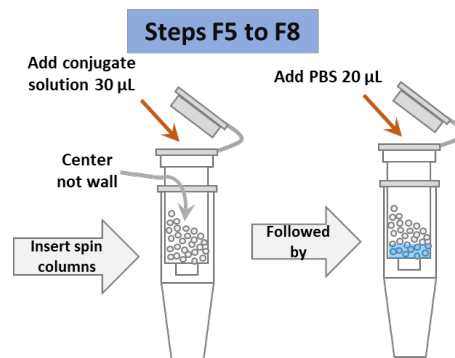 Steps F5 to F8
Add conjugate
solution 30 µL
Add PBS 20 µL
Center
not wall
Insert spin
columns
Followed
by